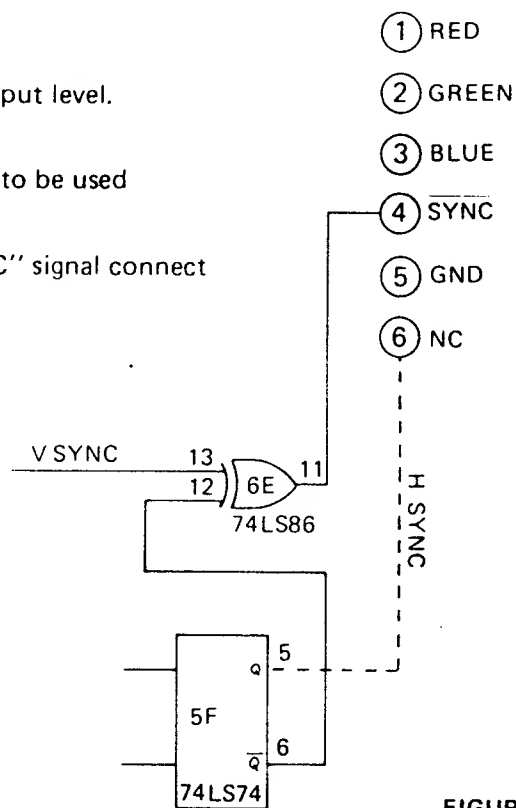 1 RED
put level.
2 GREEN
3 BLUE
to be used
4 SYNC
C" signal connect
5 GND
6 NC
V SYNC
13
12
6E
11
74LS86
H SYNC
Q 5
5F
Q 6
74LS74
FIGUR